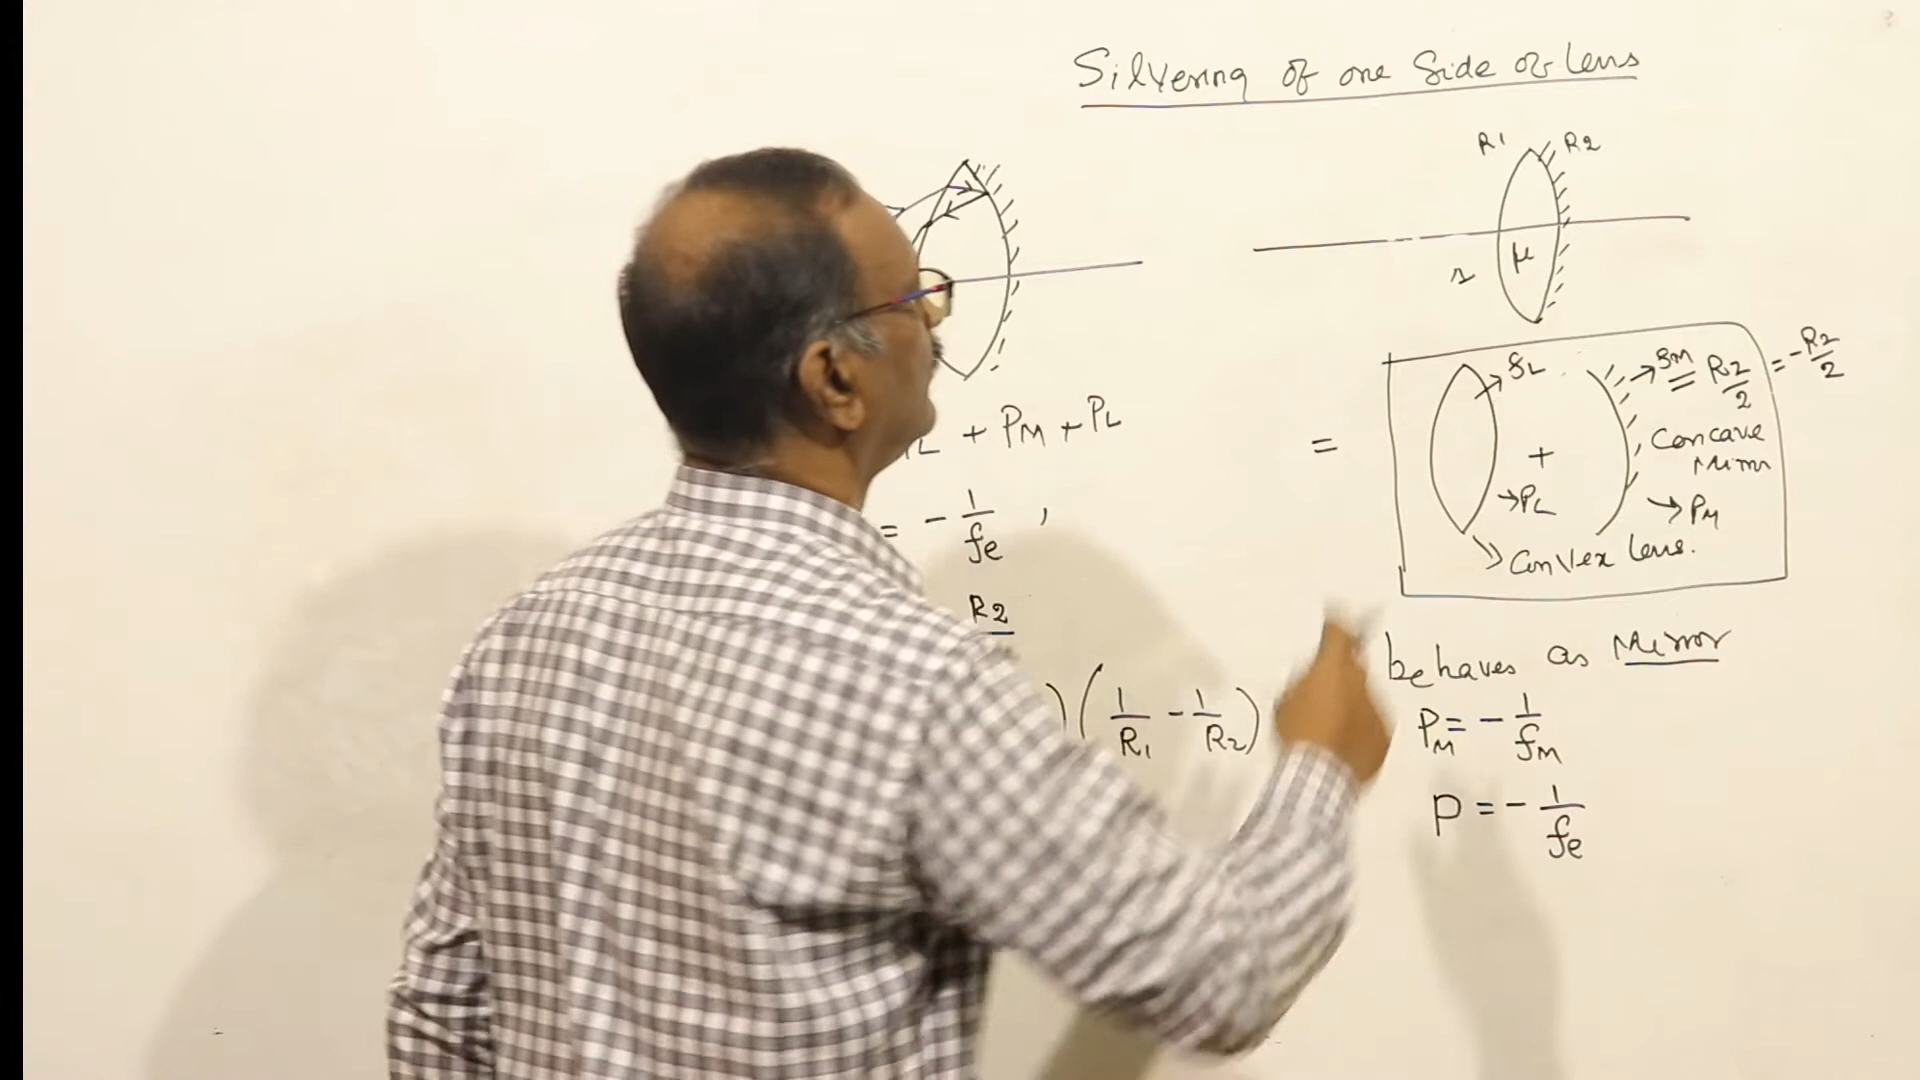 Silvering of one Side of Lens
R1 R2
1 μ
fL
fM = R2/2 = -R2/2
Concave
Mirror
= +
PL
PM
Convex Lens.
L + PM + PL
= - 1/fe ,
R2
) (1/R1 - 1/R2)
behaves as Mirror
PM = - 1/fM
P = - 1/fe